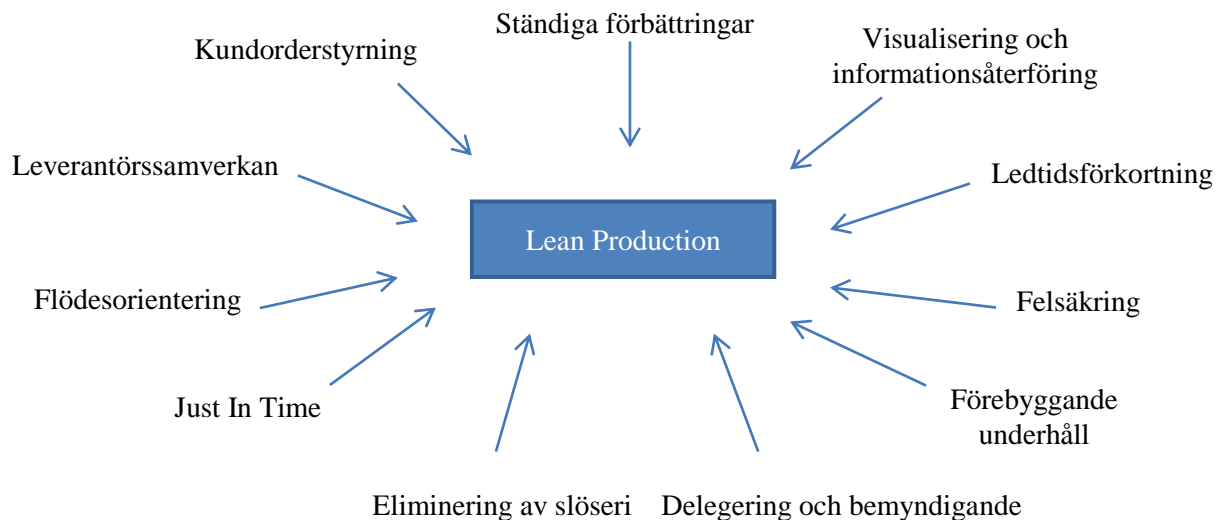 Ständiga förbättringar
Kundorderstyrning
Visualisering och
informationsåterföring
Leverantörssamverkan
Ledtidsförkortning
Lean Production
Flödesorientering
Felsäkring
Just In Time
Förebyggande
underhåll
Eliminering av slöseri
Delegering och bemyndigande